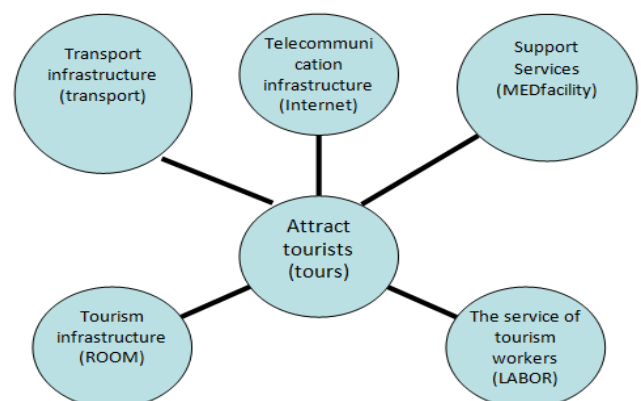 Transport
infrastructure
(transport)
Telecommuni
cation
infrastructure
(Internet)
Support
Services
(MEDfacility)
Attract
tourists
(tours)
Tourism
infrastructure
(ROOM)
The service of
tourism
workers
(LABOR)